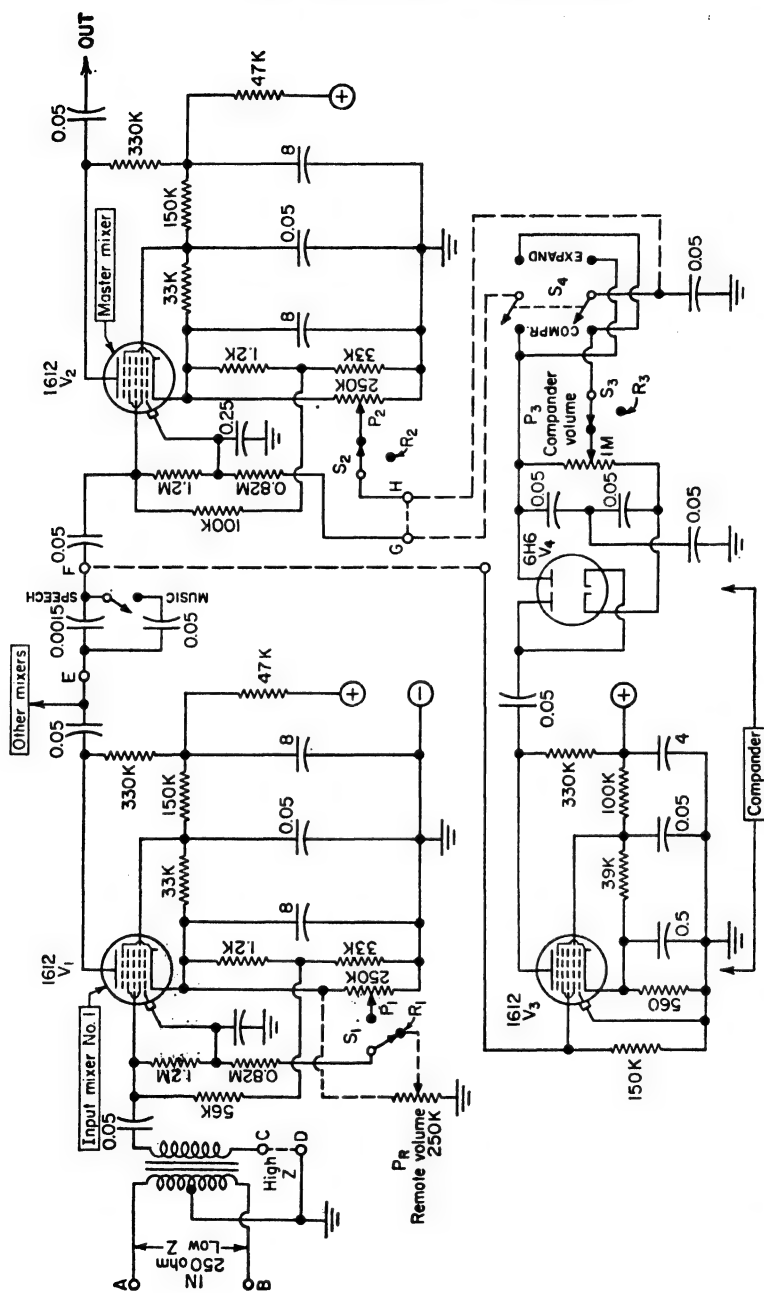 OUT
0.05
47K
330K
+
150K
8
Master mixer
33K
0.05
8
1612
V2
1.2K
33K
250K
P2
0.25
1.2M
0.82M
100K
S2
R2
H
G
0.05
F
SPEECH
MUSIC
0.0015
0.05
E
Other mixers
0.05
47K
+
−
330K
150K
8
33K
0.05
8
1612
V1
Input mixer No. 1
1.2K
33K
250K
P1
1.2M
0.82M
S1
R1
56K
0.05
PR
Remote volume
250K
C
D
High
Z
A
IN
250 ohm
Low Z
B
EXPAND
S4
COMPR.
0.05
P3
Compander
volume
S3
R3
1M
0.05
0.05
0.05
6H6
V4
0.05
+
330K
100K
4
39K
0.05
0.5
1612
V3
560
150K
Compander